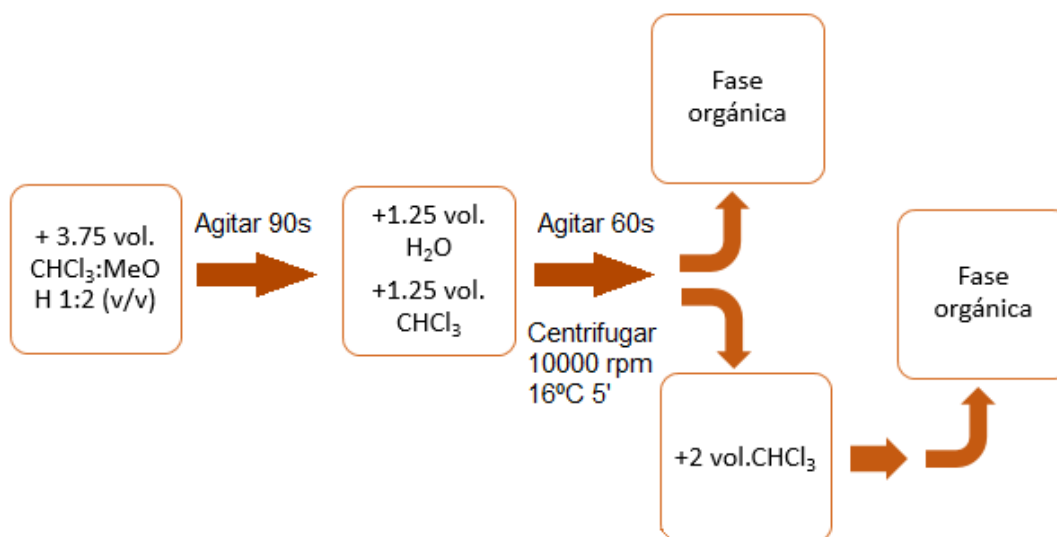 + 3.75 vol.
CHCl₃:MeO
H 1:2 (v/v)
Agitar 90s
+1.25 vol.
H₂O
+1.25 vol.
CHCl₃
Agitar 60s
Centrifugar
10000 rpm
16ºC 5'
Fase
orgánica
+2 vol.CHCl₃
Fase
orgánica